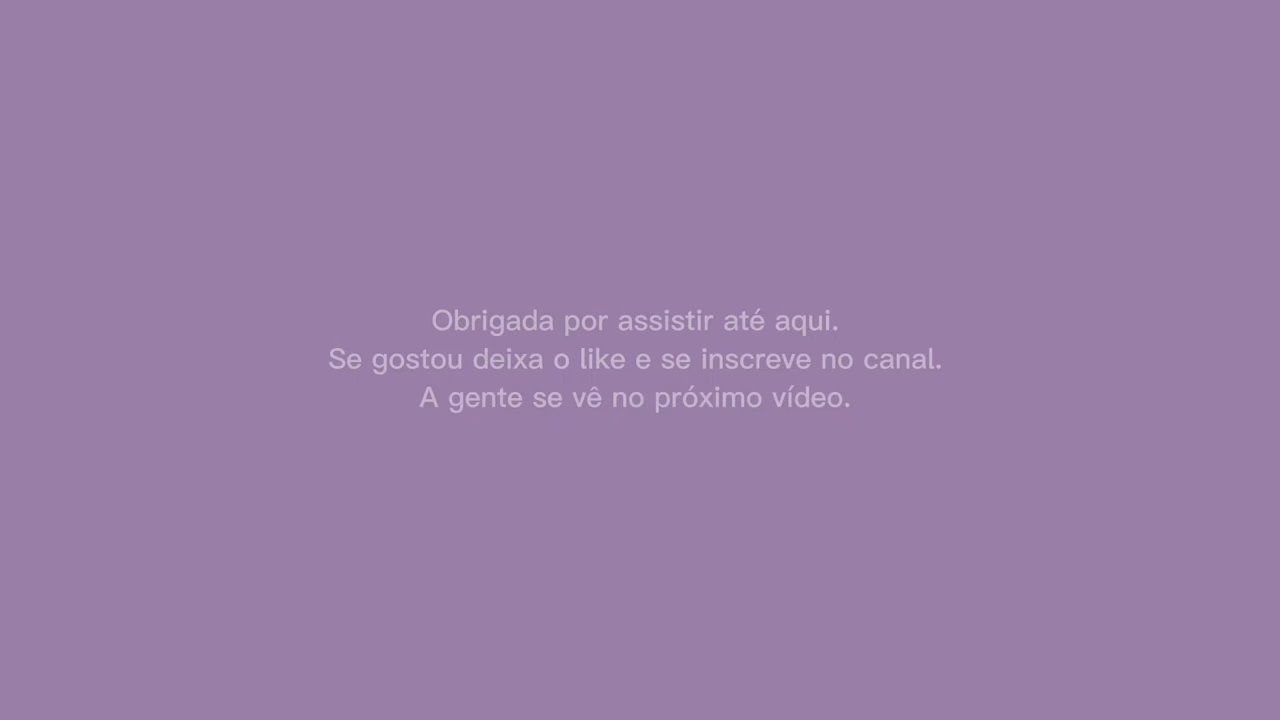 Obrigada por assistir até aqui.
Se gostou deixa o like e se inscreve no canal.
A gente se vê no próximo vídeo.